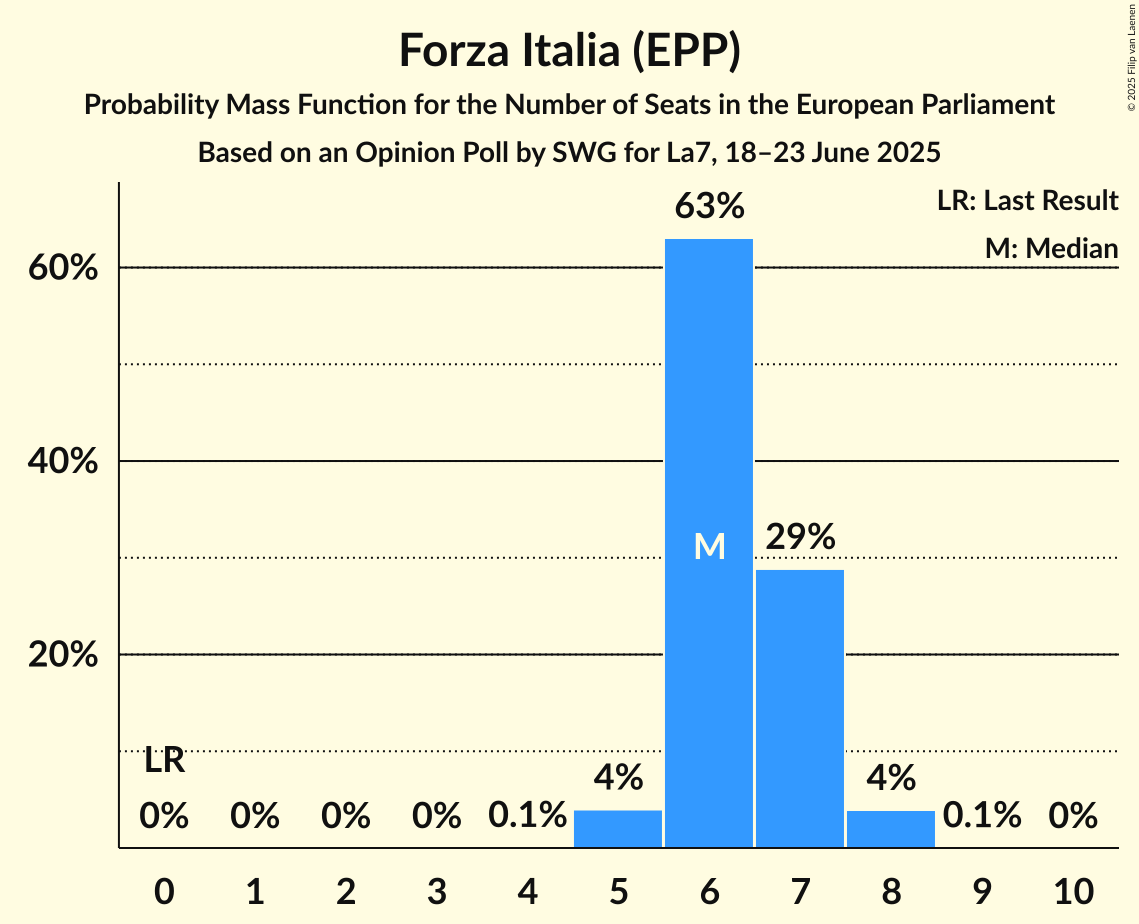 Forza Italia (EPP)
Probability Mass Function for the Number of Seats in the European Parliament
Based on an Opinion Poll by SWG for La7, 18–23 June 2025
© 2025 Filip van Laenen
LR: Last Result
M: Median
63%
60%
40%
M
29%
20%
LR
0% 0% 0% 0% 0.1% 4% 4% 0.1% 0%
0 1 2 3 4 5 6 7 8 9 10